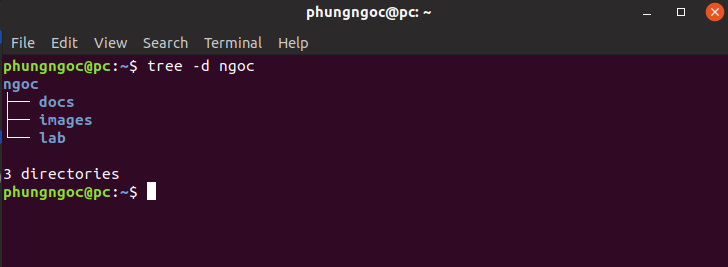 phungngoc@pc: ~
File Edit View Search Terminal Help
phungngoc@pc:~$ tree -d ngoc
ngoc
├── docs
├── images
└── lab
3 directories
phungngoc@pc:~$